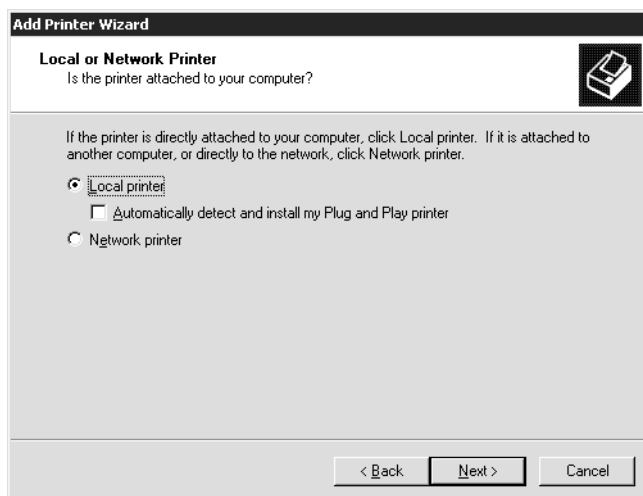 Add Printer Wizard
Local or Network Printer
Is the printer attached to your computer?
If the printer is directly attached to your computer, click Local printer. If it is attached to
another computer, or directly to the network, click Network printer.
Local printer
Automatically detect and install my Plug and Play printer
Network printer
< Back
Next >
Cancel